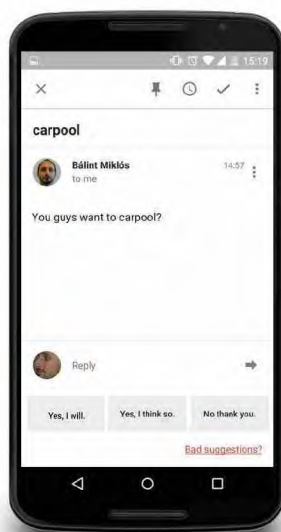 15:19
carpool
Bálint Miklós
14:57
to me
You guys want to carpool?
Reply
Yes, I will.
Yes, I think so.
No thank you.
Bad suggestions?